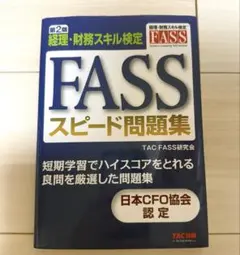 第2版
経理・財務スキル検定
経理・財務スキル検定
FASS
FASS
スピード問題集
TAC FASS研究会
短期学習でハイスコアをとれる
良問を厳選した問題集
日本CFO協会
認定
TAC出版